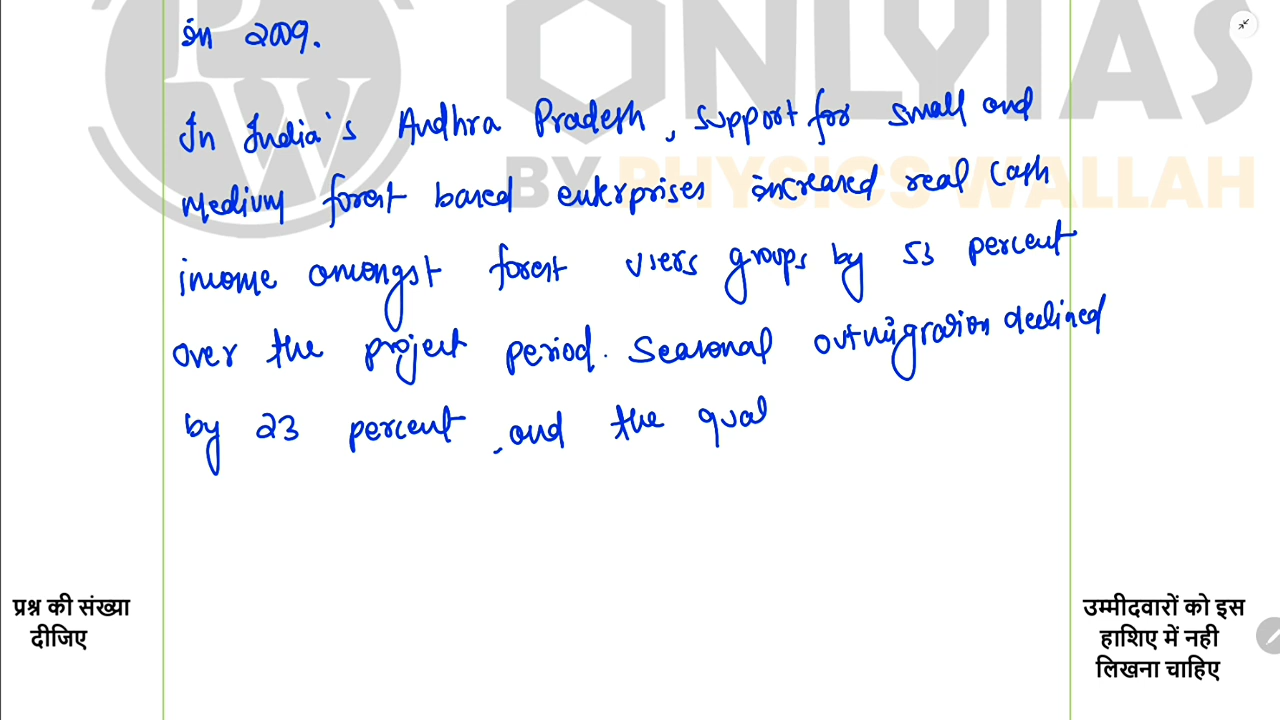 in 2009.
ONLYIAS
BY PHYSICS WALLAH
PW
In India's Andhra Pradesh, support for small and
medium forest based enterprises increased real cash
income amongst forest users groups by 53 percent
over the project period. Seasonal outmigration declined
by 23 percent, and the qual
प्रश्न की संख्या
दीजिए
उम्मीदवारों को इस
हाशिए में नही
लिखना चाहिए